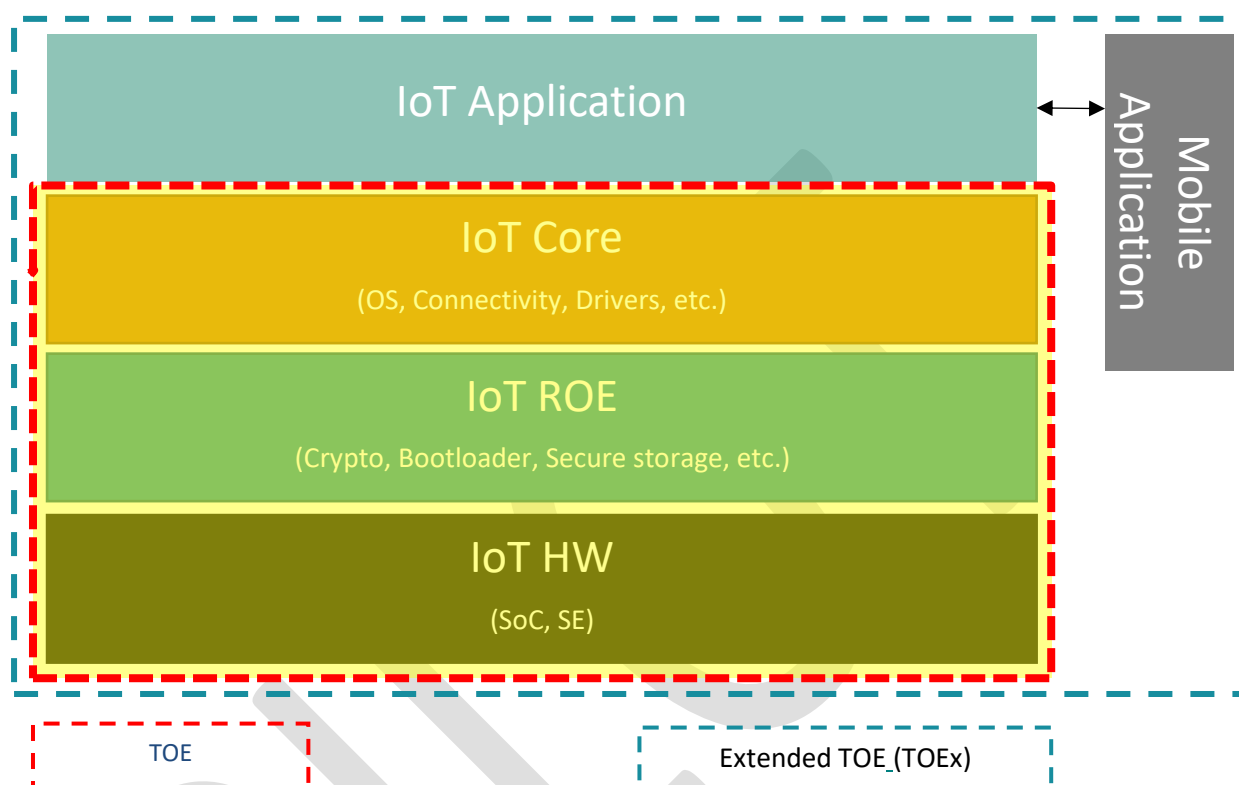 IoT Application
Mobile
Application
IoT Core
(OS, Connectivity, Drivers, etc.)
IoT ROE
(Crypto, Bootloader, Secure storage, etc.)
IoT HW
(SoC, SE)
TOE
Extended TOE (TOEx)